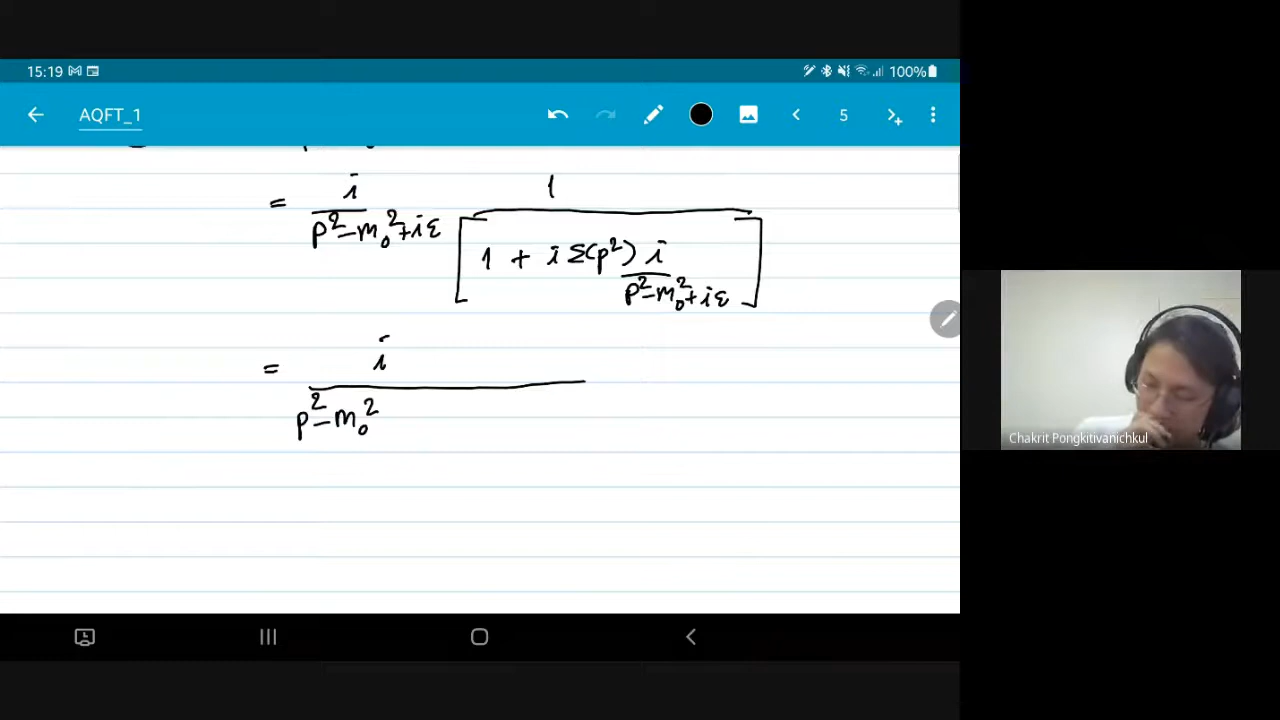 15:19 100%
AQFT_1 5
= i / (p² - m₀² + iε) 1 / [ 1 + i Σ(p²) i / (p² - m₀² + iε) ]
= i / (p² - m₀²
Chakrit Pongkitivanichkul